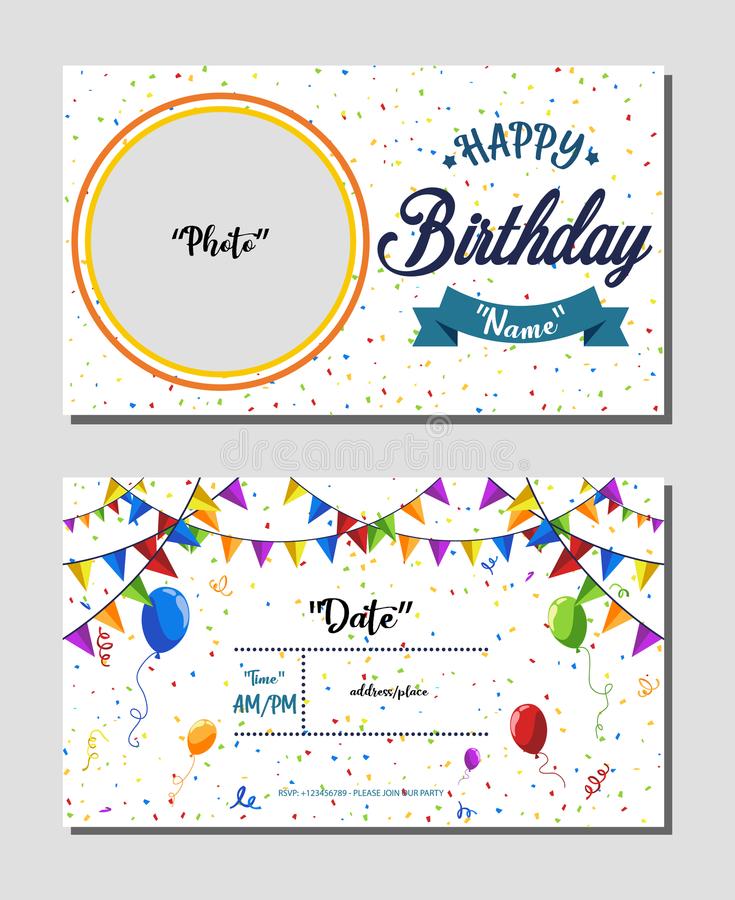 HAPPY
Birthday
"Name"
"Photo"
dreamstime
"Date"
"Time"
AM/PM
address/place
RSVP: +123456789 - PLEASE JOIN OUR PARTY